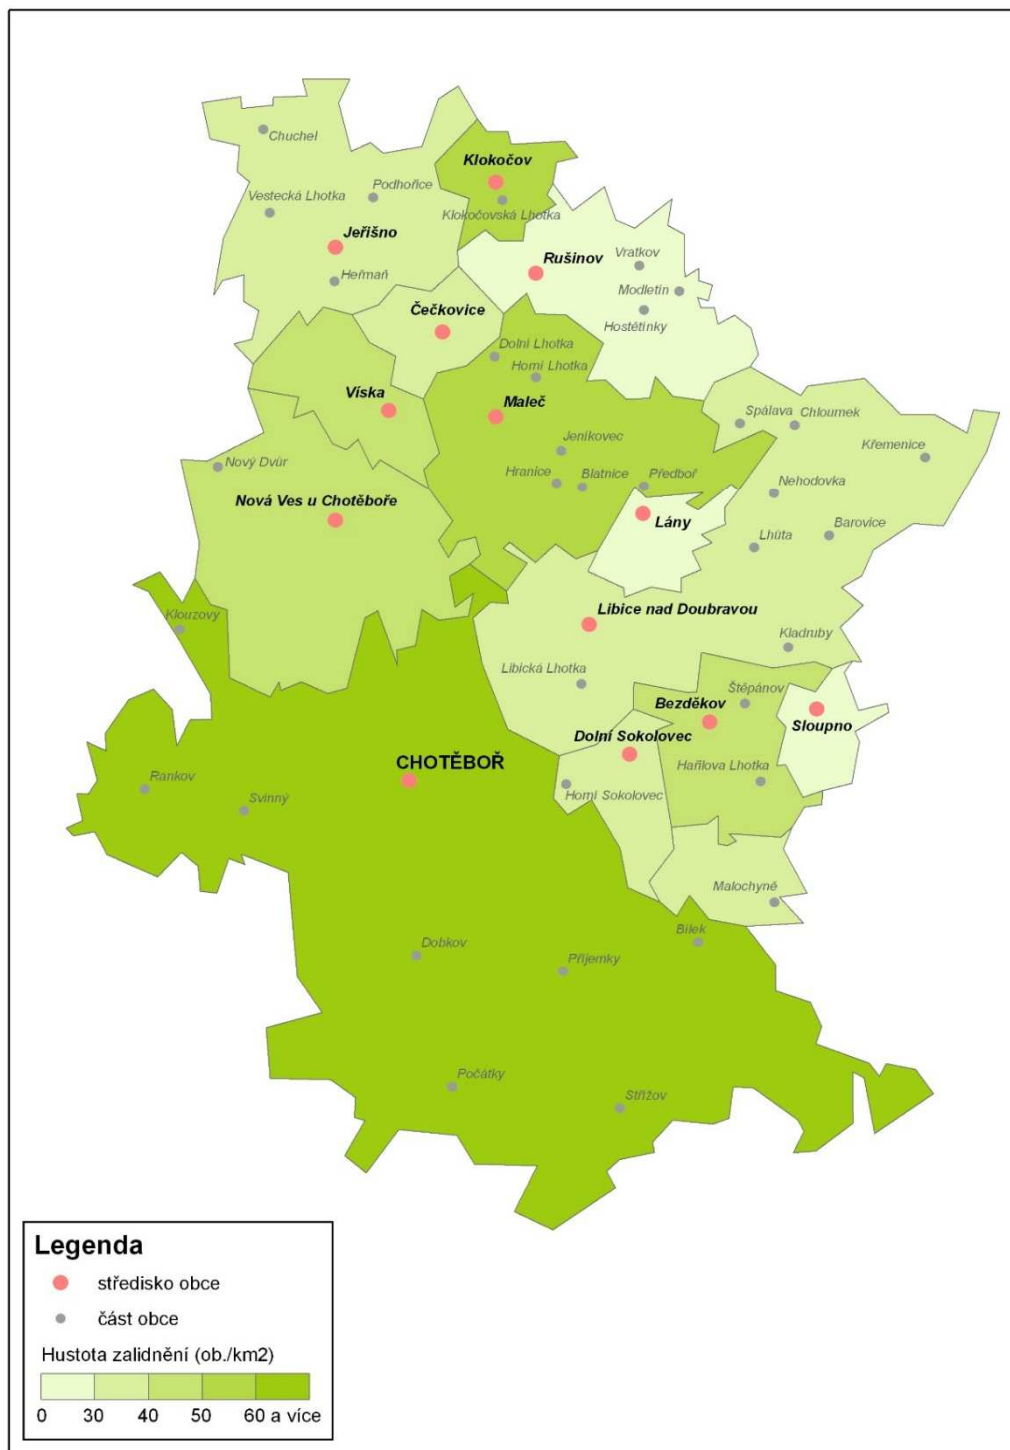 Chuchel
Klokočov
Vestecká Lhotka
Podhořice
Klokočovská Lhotka
Jeřišno
Rušinov
Vratkov
Heřmaň
Modletín
Čečkovice
Hostětínky
Dolní Lhotka
Horní Lhotka
Víska
Maleč
Spálava
Chloumek
Jeníkovec
Křemenice
Nový Dvůr
Hranice
Blatnice
Předboř
Nehodovka
Nová Ves u Chotěboře
Lány
Lhůta
Barovice
Klouzovy
Libice nad Doubravou
Kladruby
Libická Lhotka
Štěpánov
Bezděkov
Sloupno
Dolní Sokolovec
CHOTĚBOŘ
Haňlova Lhotka
Rankov
Svinný
Horní Sokolovec
Malochyně
Bílek
Dobkov
Příjemky
Počátky
Střížov
Legenda
středisko obce
část obce
Hustota zalidnění (ob./km2)
0 30 40 50 60 a více